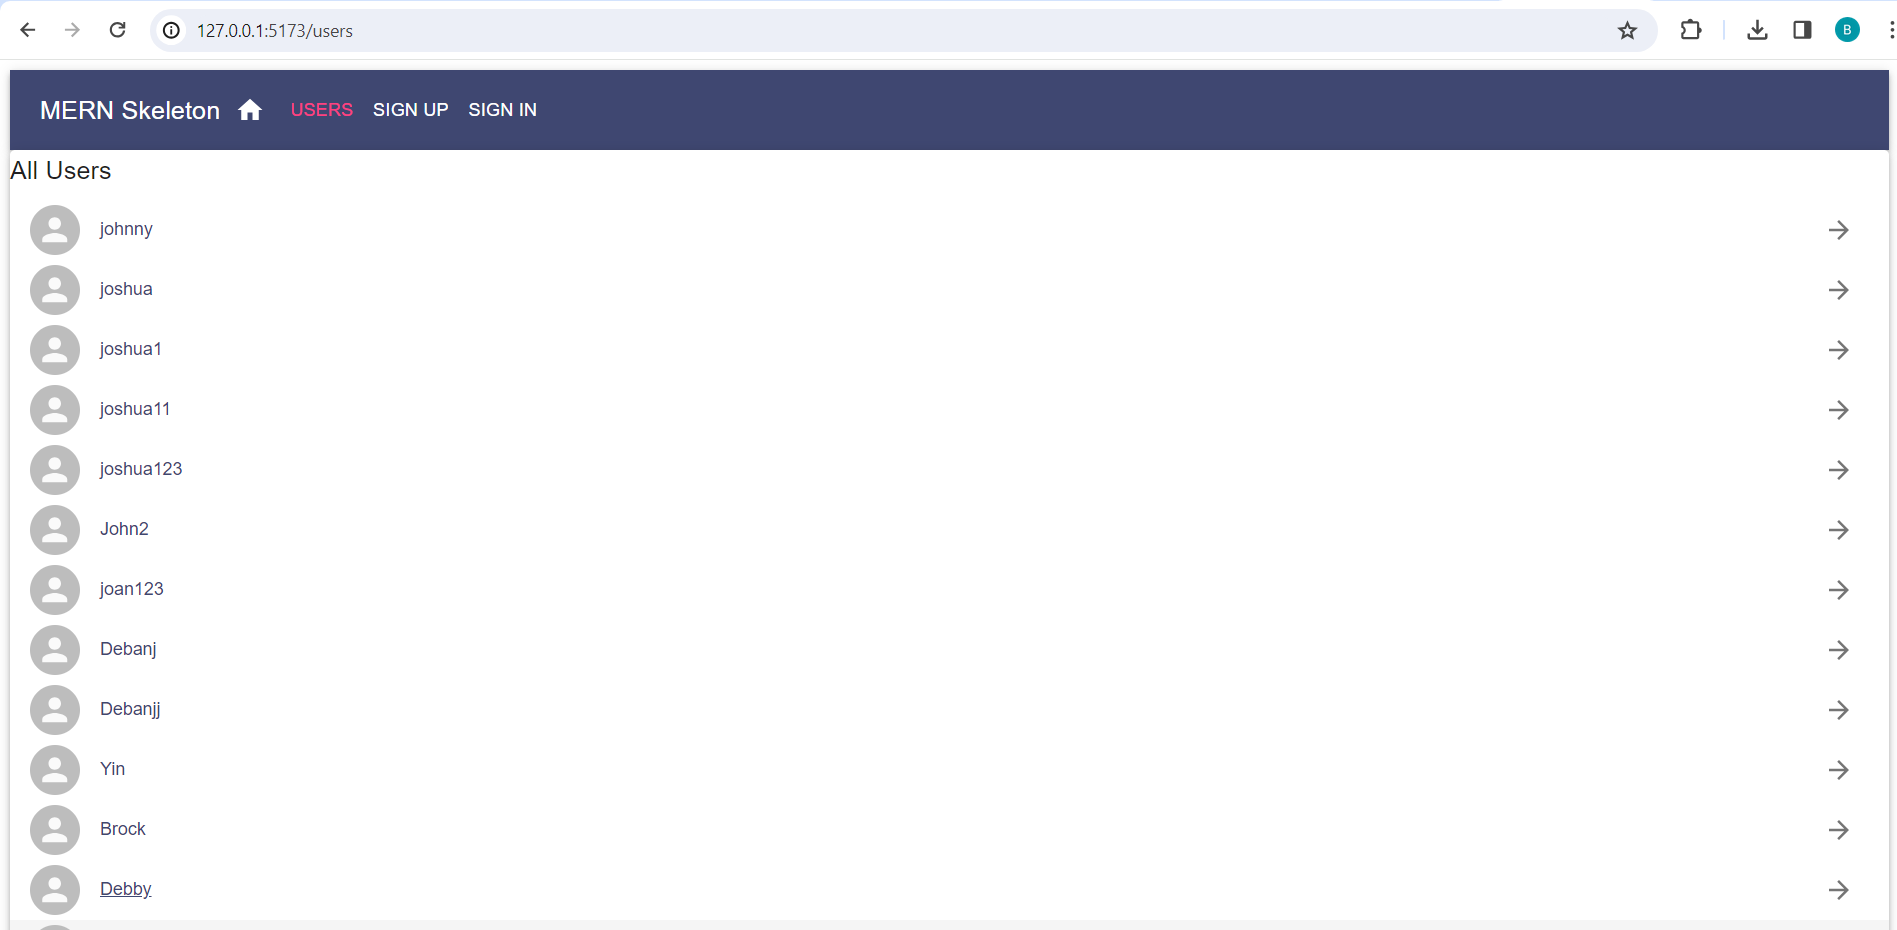 127.0.0.1:5173/users
B
MERN Skeleton USERS SIGN UP SIGN IN
All Users
johnny
joshua
joshua1
joshua11
joshua123
John2
joan123
Debanj
Debanjj
Yin
Brock
Debby